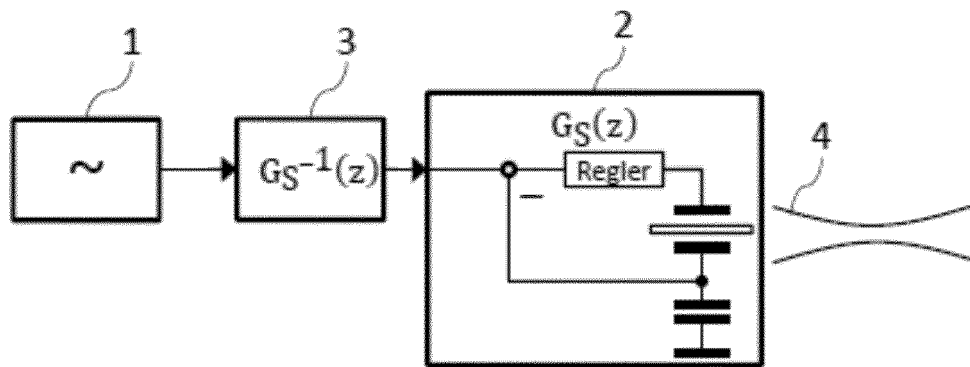 1
3
2
~
G_S⁻¹(z)
G_S(z)
Regler
−
4